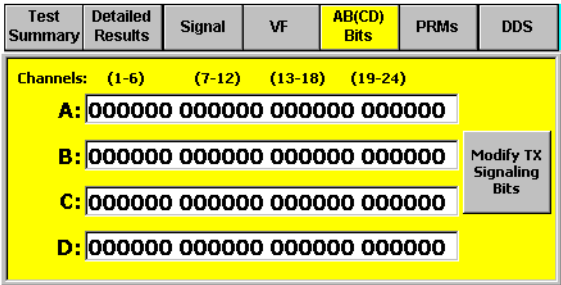 Test Summary
Detailed Results
Signal
VF
AB(CD) Bits
PRMs
DDS
Channels: (1-6) (7-12) (13-18) (19-24)
A: 000000 000000 000000 000000
B: 000000 000000 000000 000000
C: 000000 000000 000000 000000
D: 000000 000000 000000 000000
Modify TX
Signaling
Bits